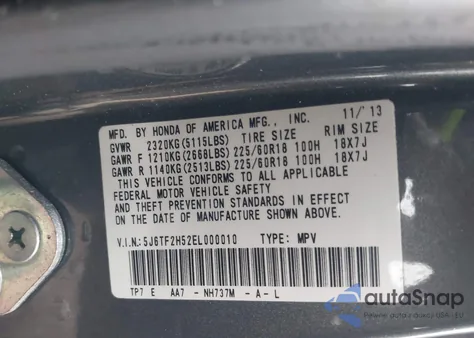 MFD. BY HONDA OF AMERICA MFG., INC. 11/'13
GVWR 2320KG(5115LBS) TIRE SIZE RIM SIZE
GAWR F 1210KG(2668LBS) 225/60R18 100H 18X7J
GAWR R 1140KG(2513LBS) 225/60R18 100H 18X7J
THIS VEHICLE CONFORMS TO ALL APPLICABLE
FEDERAL MOTOR VEHICLE SAFETY
AND THEFT PREVENTION STANDARDS IN EFFECT
ON THE DATE OF MANUFACTURE SHOWN ABOVE.
V.I.N:5J6TF2H52EL000010 TYPE: MPV
TP7 E AA7 - NH737M - A - L
autoSnap